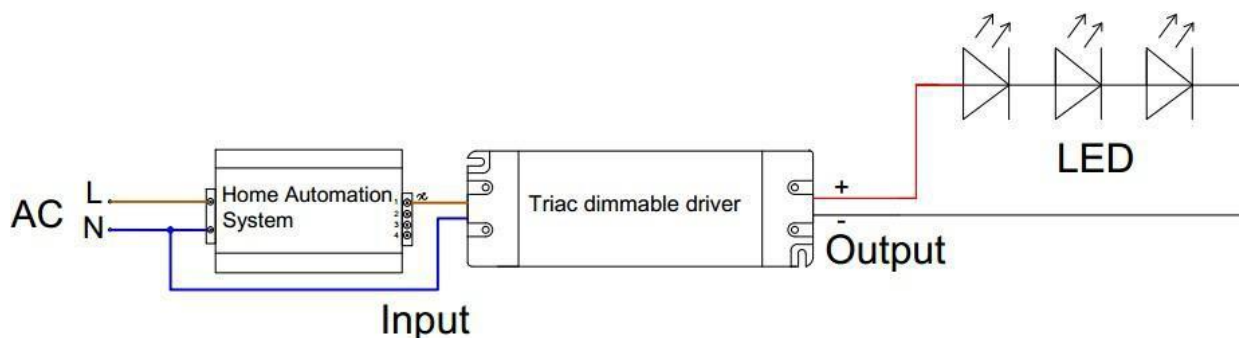 AC
L
N
Home Automation
System
1
2
3
4
Input
Triac dimmable driver
+
-
Output
LED